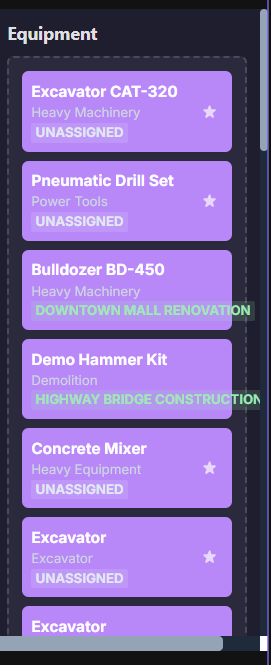 Equipment
Excavator CAT-320
Heavy Machinery
UNASSIGNED
Pneumatic Drill Set
Power Tools
UNASSIGNED
Bulldozer BD-450
Heavy Machinery
DOWNTOWN MALL RENOVATION
Demo Hammer Kit
Demolition
HIGHWAY BRIDGE CONSTRUCTION
Concrete Mixer
Heavy Equipment
UNASSIGNED
Excavator
Excavator
UNASSIGNED
Excavator